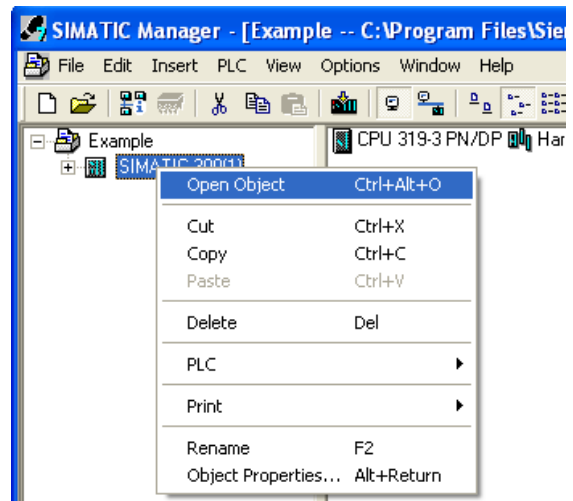 SIMATIC Manager - [Example -- C:\Program Files\Sie
File Edit Insert PLC View Options Window Help
Example
CPU 319-3 PN/DP Har
SIMATIC 300(1)
Open Object Ctrl+Alt+O
Cut Ctrl+X
Copy Ctrl+C
Paste Ctrl+V
Delete Del
PLC
Print
Rename F2
Object Properties... Alt+Return